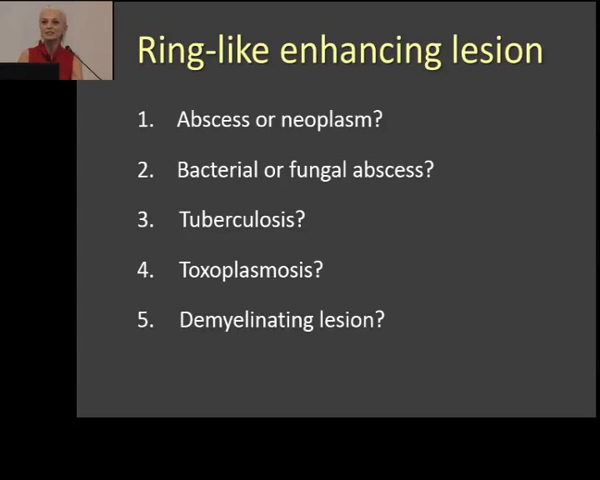 Ring-like enhancing lesion
1. Abscess or neoplasm?
2. Bacterial or fungal abscess?
3. Tuberculosis?
4. Toxoplasmosis?
5. Demyelinating lesion?